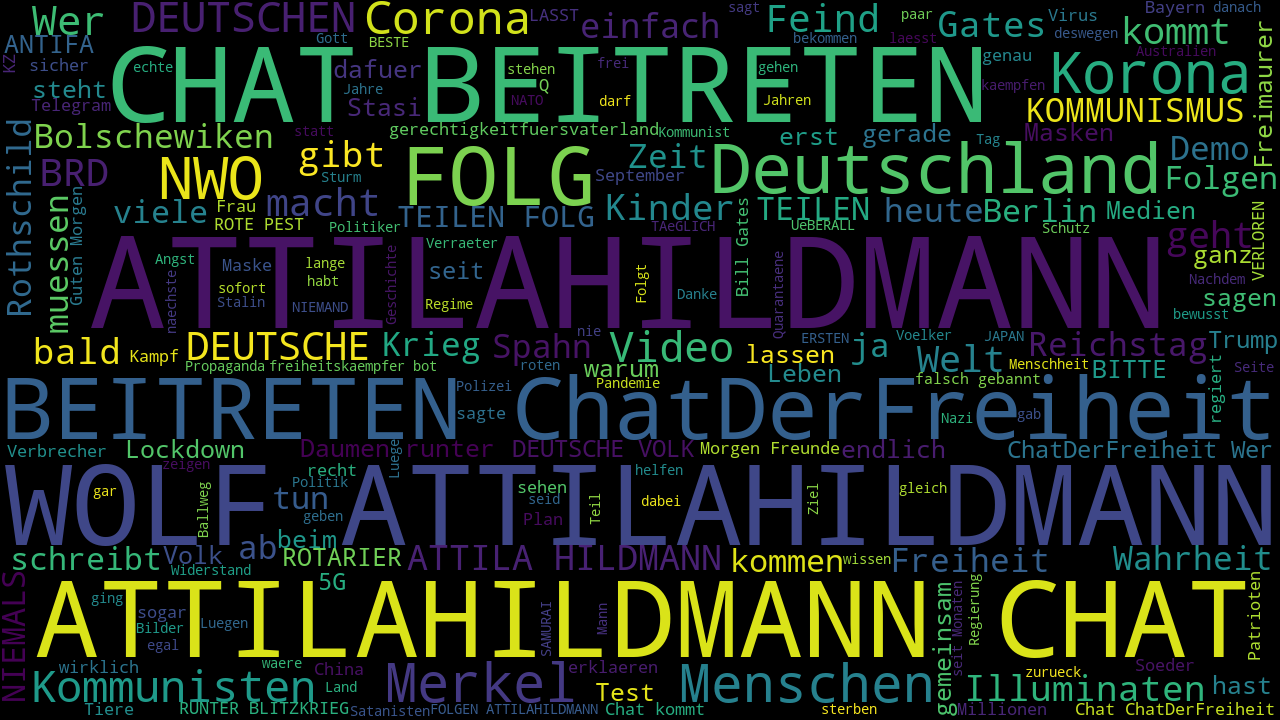 Wer DEUTSCHEN Corona LASST einfach sagt Feind paar Gates Virus Bayern danach
ANTIFA Gott BESTE bekommen laesst deswegen kommt
KZ sicher echte CHAT BEITRETEN dafuer stehen frei gehen genau Australien Freimaurer
steht Jahre Q kaempfen Korona
Telegram Stasi NATO darf Jahren KOMMUNISMUS
Bolschewiken statt gerechtigkeitfuersvaterland Kommunist erst gerade Tag Masken
Rothschild BRD NWO gibt FOLG Zeit Deutschland Demo
Sturm September Folgen
muessen Guten Morgen viele Frau macht TEILEN FOLG Kinder Bill Gates TEILEN heute Berlin Medien
ROTE PEST Politiker TAeGLICH UeBERALL Schutz VERLOREN
ATTILAHILDMANN Verraeter geht
Angst Maske lange Geschichte seit Folgt Quarantaene ganz
naechste sofort habt Danke Nachdem
Stalin NIEMAND Regime sagen
bewusst
bald Kampf DEUTSCHE Krieg Spahn nie Video lassen ERSTEN ja Voelker JAPAN Reichstag Trump
Propaganda freiheitskaempfer bot warum Leben Welt Menschheit BITTE regiert Seite
Pandemie falsch gebannt
BEITRETEN ChatDerFreiheit Polizei
sagte Nazi gab
Verbrecher Lockdown Daumen runter Luege DEUTSCHE VOLK Morgen Freunde endlich ChatDerFreiheit Wer
zeigen recht helfen
WOLF ATTILAHILDMANN Politik sehen gleich
gar Ballweg tun seid Teil dabei Ziel
geben Plan
schreibt Volk ab beim ROTARIER ATTILA HILDMANN kommen wissen Freiheit Wahrheit
Widerstand 5G
NIEMALS ATTILAHILDMANN CHAT gemeinsam seit Monaten Regierung Patrioten
ging sogar SAMURAI Mann
Bilder Luegen
egal
wirklich waere China erklaeren zurueck Soeder
Kommunisten Land Merkel Test Menschen Illuminaten hast
Tiere RUNTER BLITZKRIEG Satanisten FOLGEN ATTILAHILDMANN Chat kommt sterben Millionen Chat ChatDerFreiheit